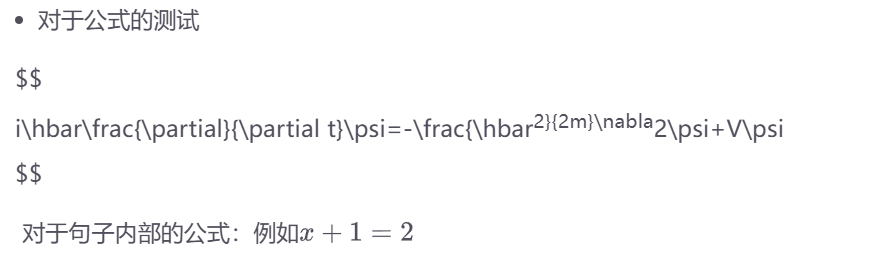 • 对于公式的测试
$$
i\hbar\frac{\partial}{\partial t}\psi=-\frac{\hbar^2}{2m}\nabla^2\psi+V\psi
$$
对于句子内部的公式：例如x + 1 = 2